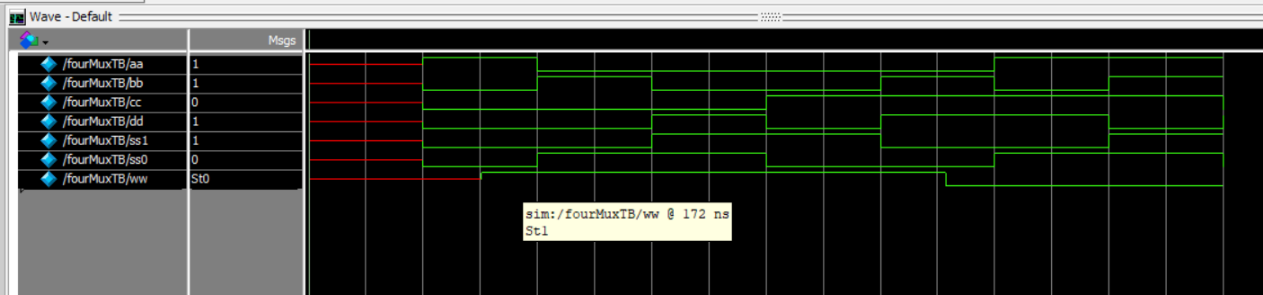 Wave - Default
Msgs
/fourMuxTB/aa 1
/fourMuxTB/bb 1
/fourMuxTB/cc 0
/fourMuxTB/dd 1
/fourMuxTB/ss1 1
/fourMuxTB/ss0 0
/fourMuxTB/ww St0
sim:/fourMuxTB/ww @ 172 ns
St1